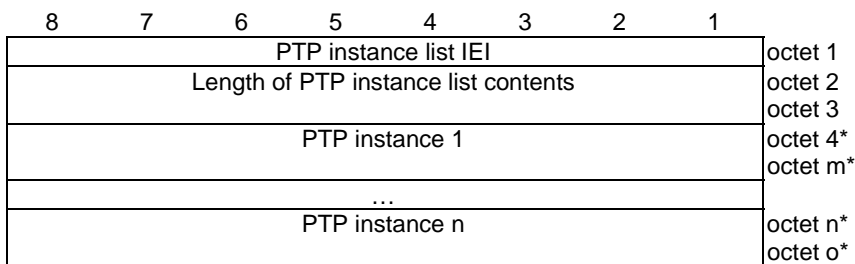 8 7 6 5 4 3 2 1
PTP instance list IEI octet 1
Length of PTP instance list contents octet 2
octet 3
PTP instance 1 octet 4*
octet m*
…
PTP instance n octet n*
octet o*